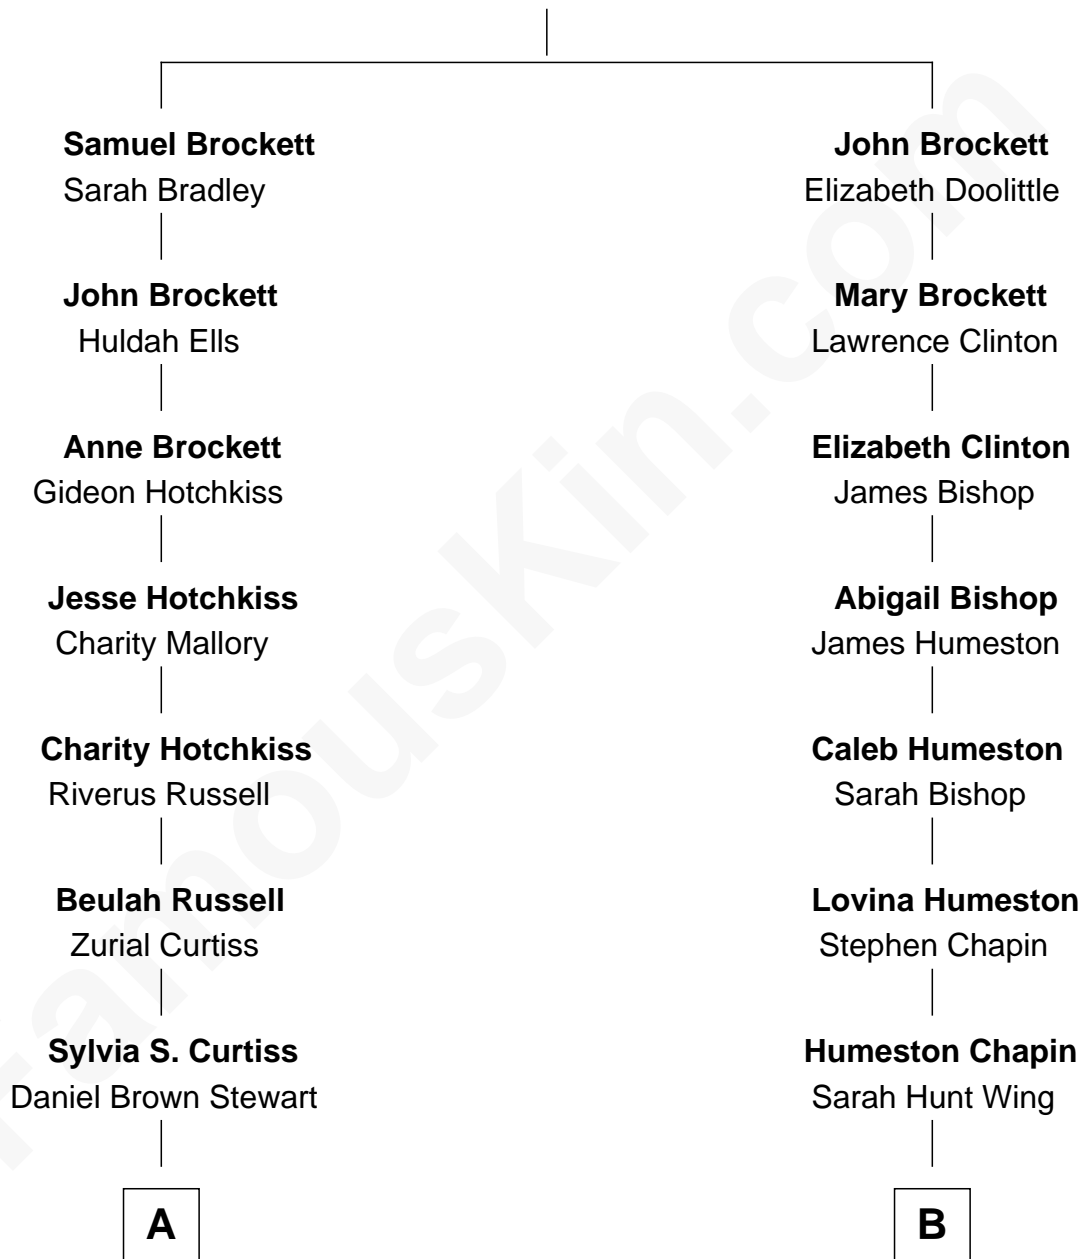 Samuel Brockett
Sarah Bradley
John Brockett
Elizabeth Doolittle
John Brockett
Huldah Ells
Mary Brockett
Lawrence Clinton
Anne Brockett
Gideon Hotchkiss
Elizabeth Clinton
James Bishop
Jesse Hotchkiss
Charity Mallory
Abigail Bishop
James Humeston
Charity Hotchkiss
Riverus Russell
Caleb Humeston
Sarah Bishop
Beulah Russell
Zurial Curtiss
Lovina Humeston
Stephen Chapin
Sylvia S. Curtiss
Daniel Brown Stewart
Humeston Chapin
Sarah Hunt Wing
A
B
FamousKin.com